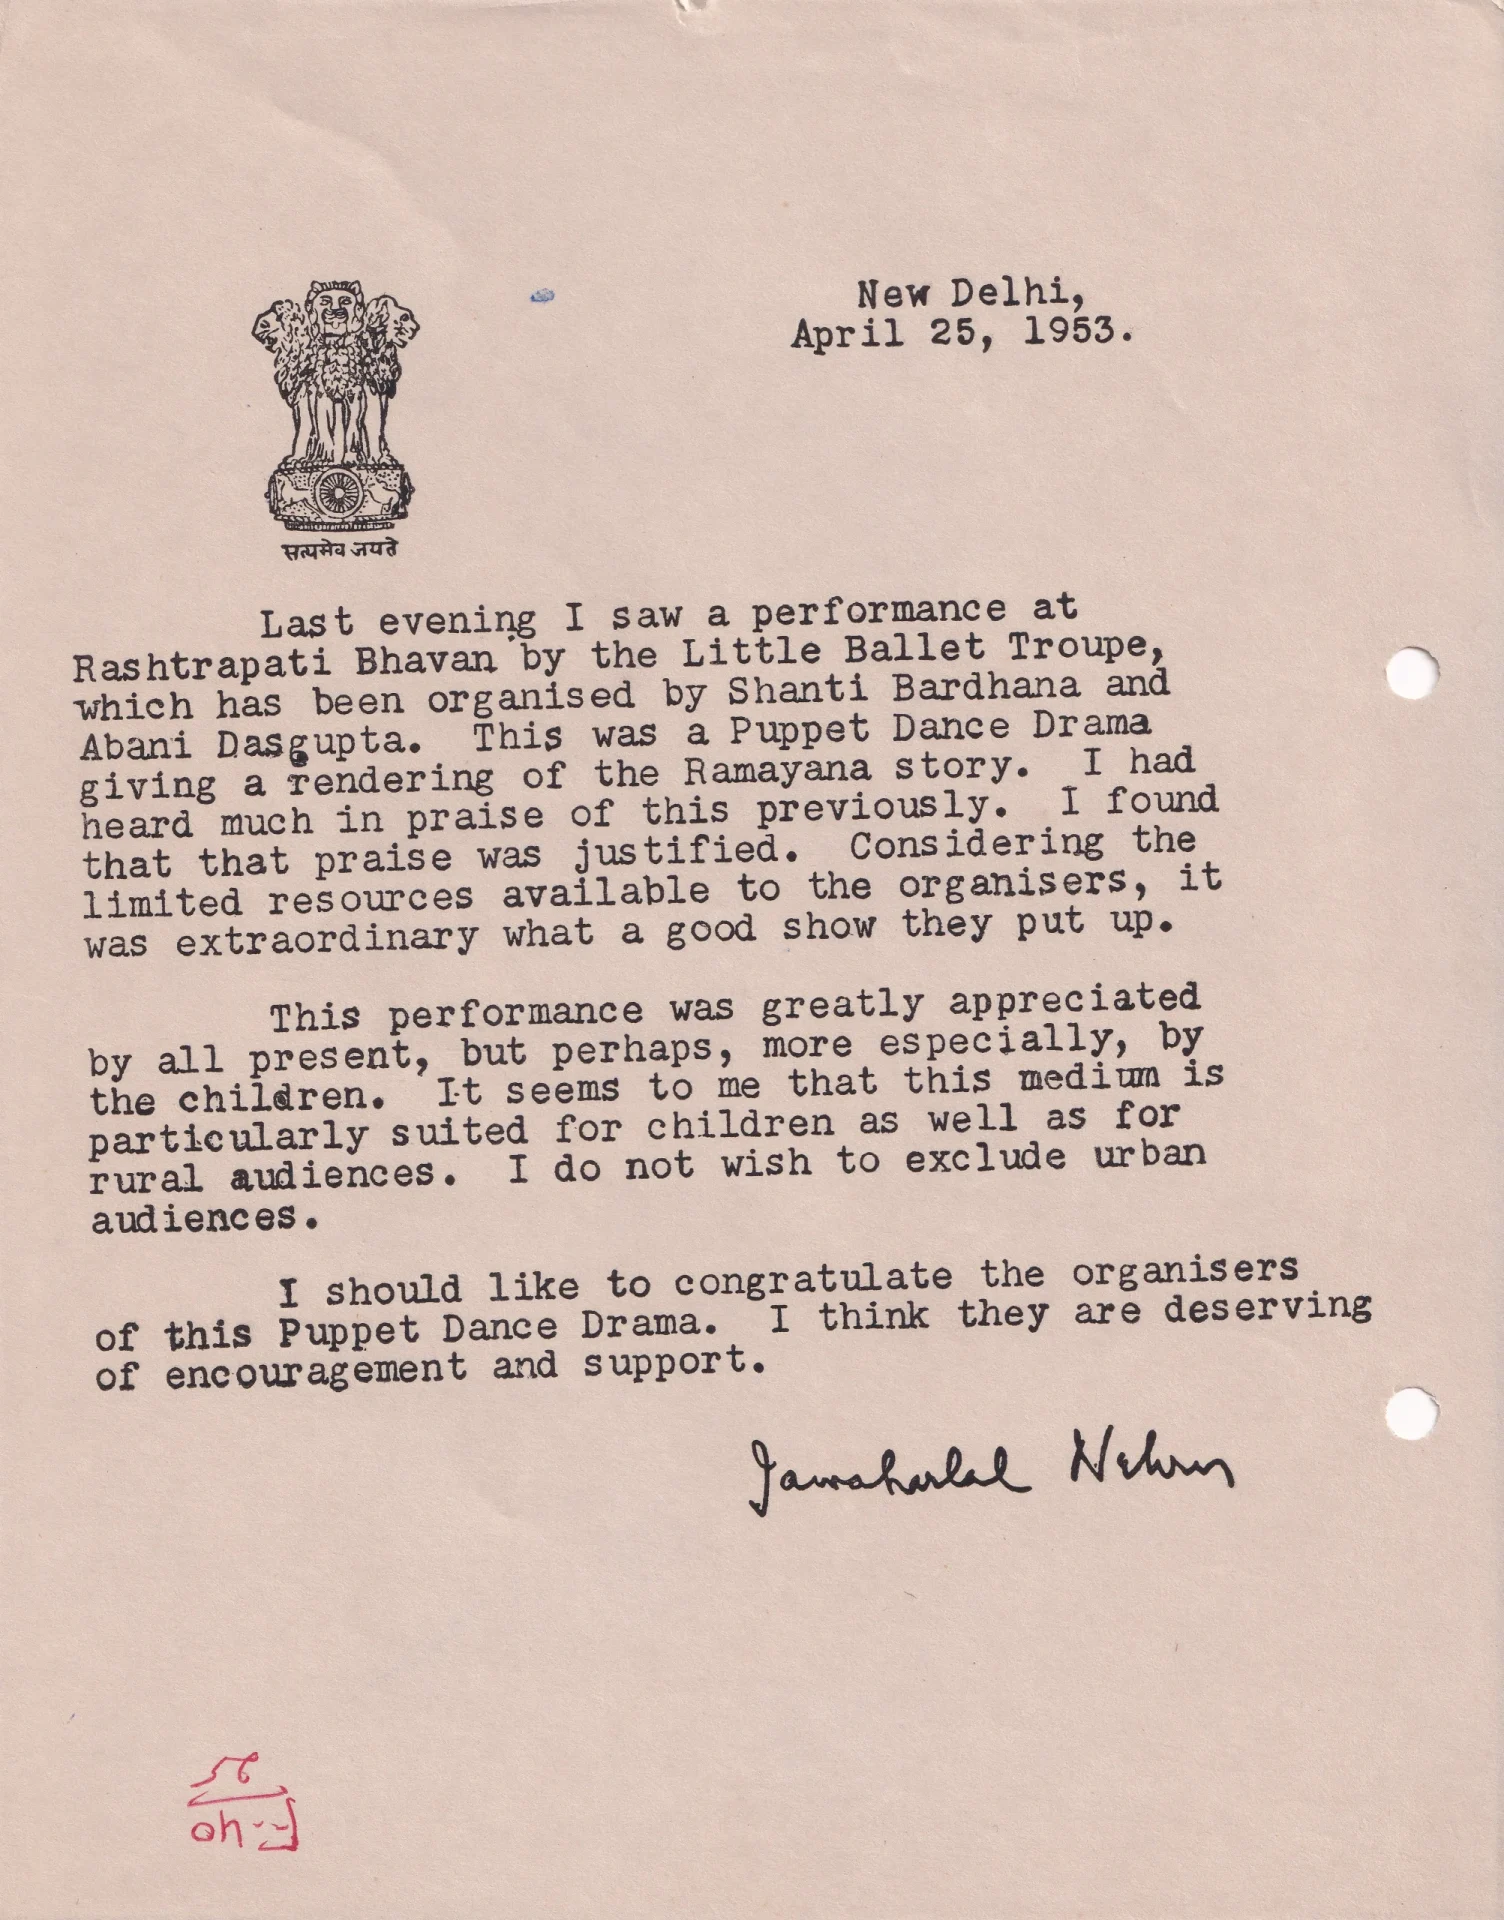 New Delhi,
April 25, 1953.
सत्यमेव जयते
Last evening I saw a performance at
Rashtrapati Bhavan by the Little Ballet Troupe,
which has been organised by Shanti Bardhana and
Abani Dasgupta. This was a Puppet Dance Drama
giving a rendering of the Ramayana story. I had
heard much in praise of this previously. I found
that that praise was justified. Considering the
limited resources available to the organisers, it
was extraordinary what a good show they put up.
This performance was greatly appreciated
by all present, but perhaps, more especially, by
the children. It seems to me that this medium is
particularly suited for children as well as for
rural audiences. I do not wish to exclude urban
audiences.
I should like to congratulate the organisers
of this Puppet Dance Drama. I think they are deserving
of encouragement and support.
Jawaharlal Nehru